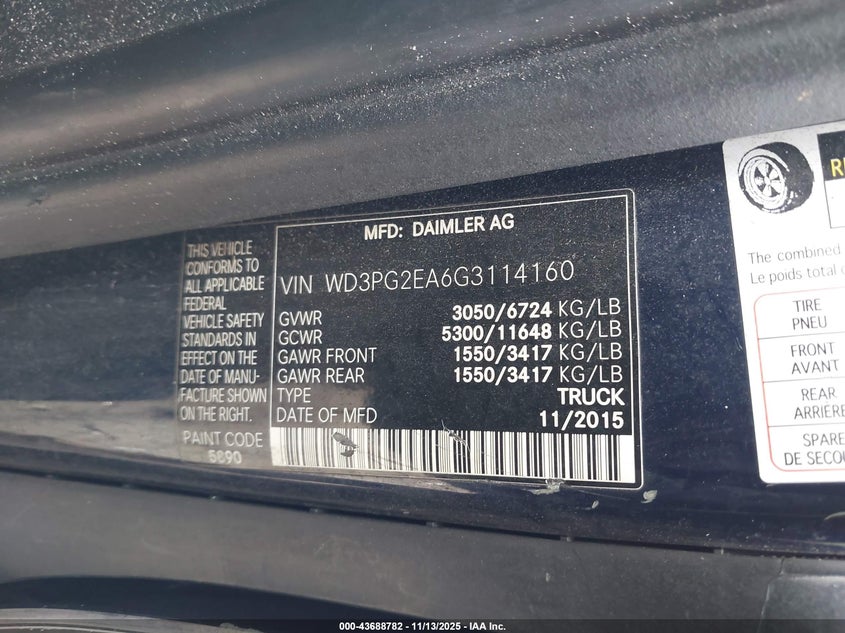 MFD: DAIMLER AG
THIS VEHICLE
CONFORMS TO
ALL APPLICABLE
FEDERAL
VEHICLE SAFETY
STANDARDS IN
EFFECT ON THE
DATE OF MANU-
FACTURE SHOWN
ON THE RIGHT.
PAINT CODE
5890
VIN WD3PG2EA6G3114160
GVWR 3050/6724 KG/LB
GCWR 5300/11648 KG/LB
GAWR FRONT 1550/3417 KG/LB
GAWR REAR 1550/3417 KG/LB
TYPE TRUCK
DATE OF MFD 11/2015
The combined
Le poids total
TIRE
PNEU
FRONT
AVANT
REAR
ARRIÈRE
SPARE
DE
000-43688782 - 11/13/2025 - IAA Inc.